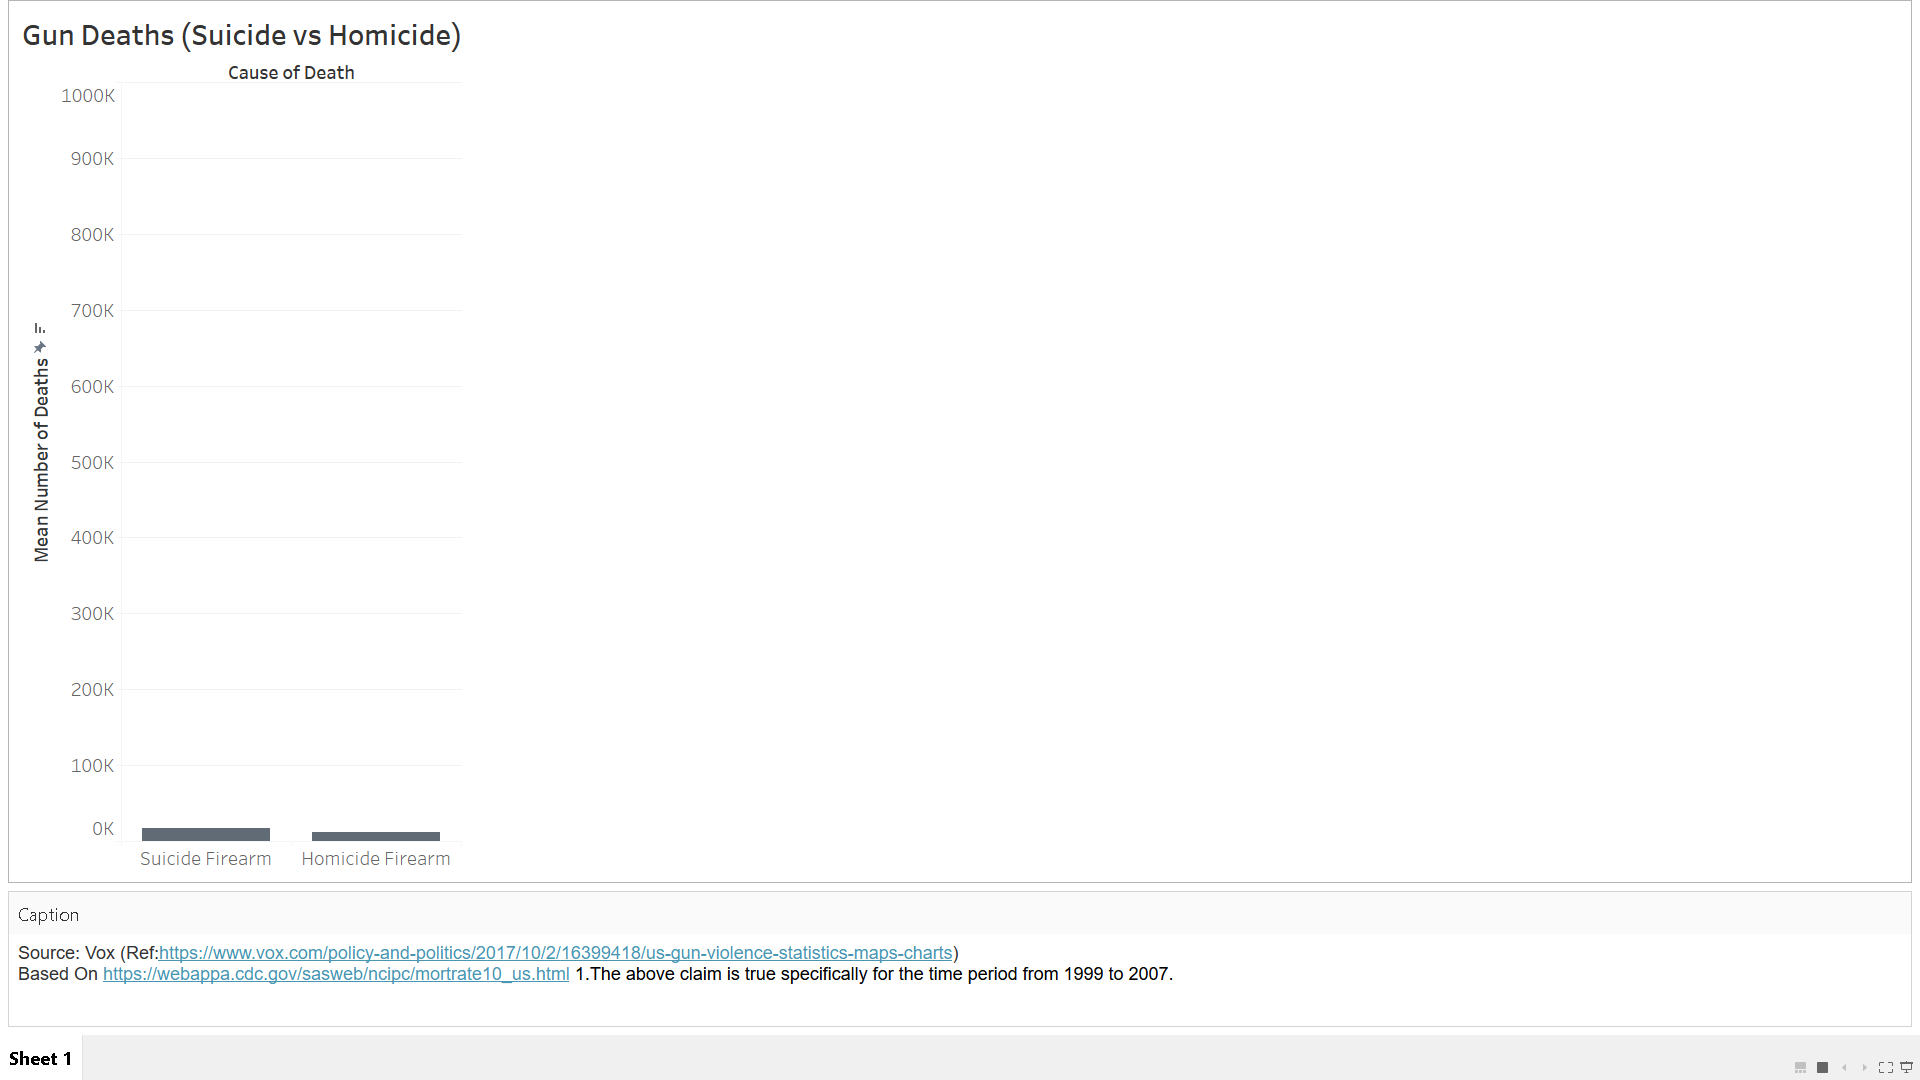 Gun Deaths (Suicide vs Homicide)
Cause of Death
1000K
900K
800K
700K
600K
500K
400K
300K
200K
100K
0K
Mean Number of Deaths
Suicide Firearm
Homicide Firearm
Caption
Source: Vox (Ref:https://www.vox.com/policy-and-politics/2017/10/2/16399418/us-gun-violence-statistics-maps-charts)
Based On https://webappa.cdc.gov/sasweb/ncipc/mortrate10_us.html 1.The above claim is true specifically for the time period from 1999 to 2007.
Sheet 1